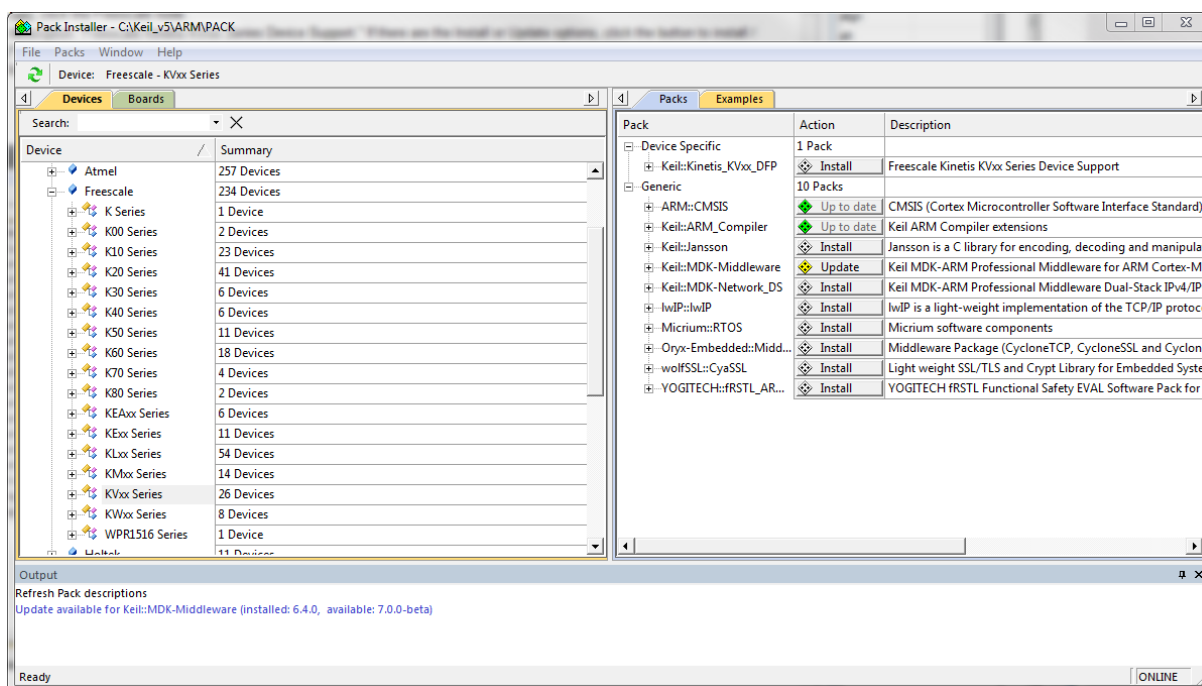 Pack Installer - C:\Keil_v5\ARM\PACK
File Packs Window Help
Device: Freescale - KVxx Series
Devices Boards
Search:
Device / Summary
Atmel 257 Devices
Freescale 234 Devices
K Series 1 Device
K00 Series 2 Devices
K10 Series 23 Devices
K20 Series 41 Devices
K30 Series 6 Devices
K40 Series 6 Devices
K50 Series 11 Devices
K60 Series 18 Devices
K70 Series 4 Devices
K80 Series 2 Devices
KEAxx Series 6 Devices
KExx Series 11 Devices
KLxx Series 54 Devices
KMxx Series 14 Devices
KVxx Series 26 Devices
KWxx Series 8 Devices
WPR1516 Series 1 Device
Holtek 11 Devices
Packs Examples
Pack Action Description
Device Specific 1 Pack
Keil::Kinetis_KVxx_DFP Install Freescale Kinetis KVxx Series Device Support
Generic 10 Packs
ARM::CMSIS Up to date CMSIS (Cortex Microcontroller Software Interface Standard)
Keil::ARM_Compiler Up to date Keil ARM Compiler extensions
Keil::Jansson Install Jansson is a C library for encoding, decoding and manipula
Keil::MDK-Middleware Update Keil MDK-ARM Professional Middleware for ARM Cortex-M
Keil::MDK-Network_DS Install Keil MDK-ARM Professional Middleware Dual-Stack IPv4/IP
lwIP::lwIP Install lwIP is a light-weight implementation of the TCP/IP protoc
Micrium::RTOS Install Micrium software components
Oryx-Embedded::Midd... Install Middleware Package (CycloneTCP, CycloneSSL and Cyclon
wolfSSL::CyaSSL Install Light weight SSL/TLS and Crypt Library for Embedded Syste
YOGITECH::fRSTL_AR... Install YOGITECH fRSTL Functional Safety EVAL Software Pack for
Output
Refresh Pack descriptions
Update available for Keil::MDK-Middleware (installed: 6.4.0, available: 7.0.0-beta)
Ready
ONLINE